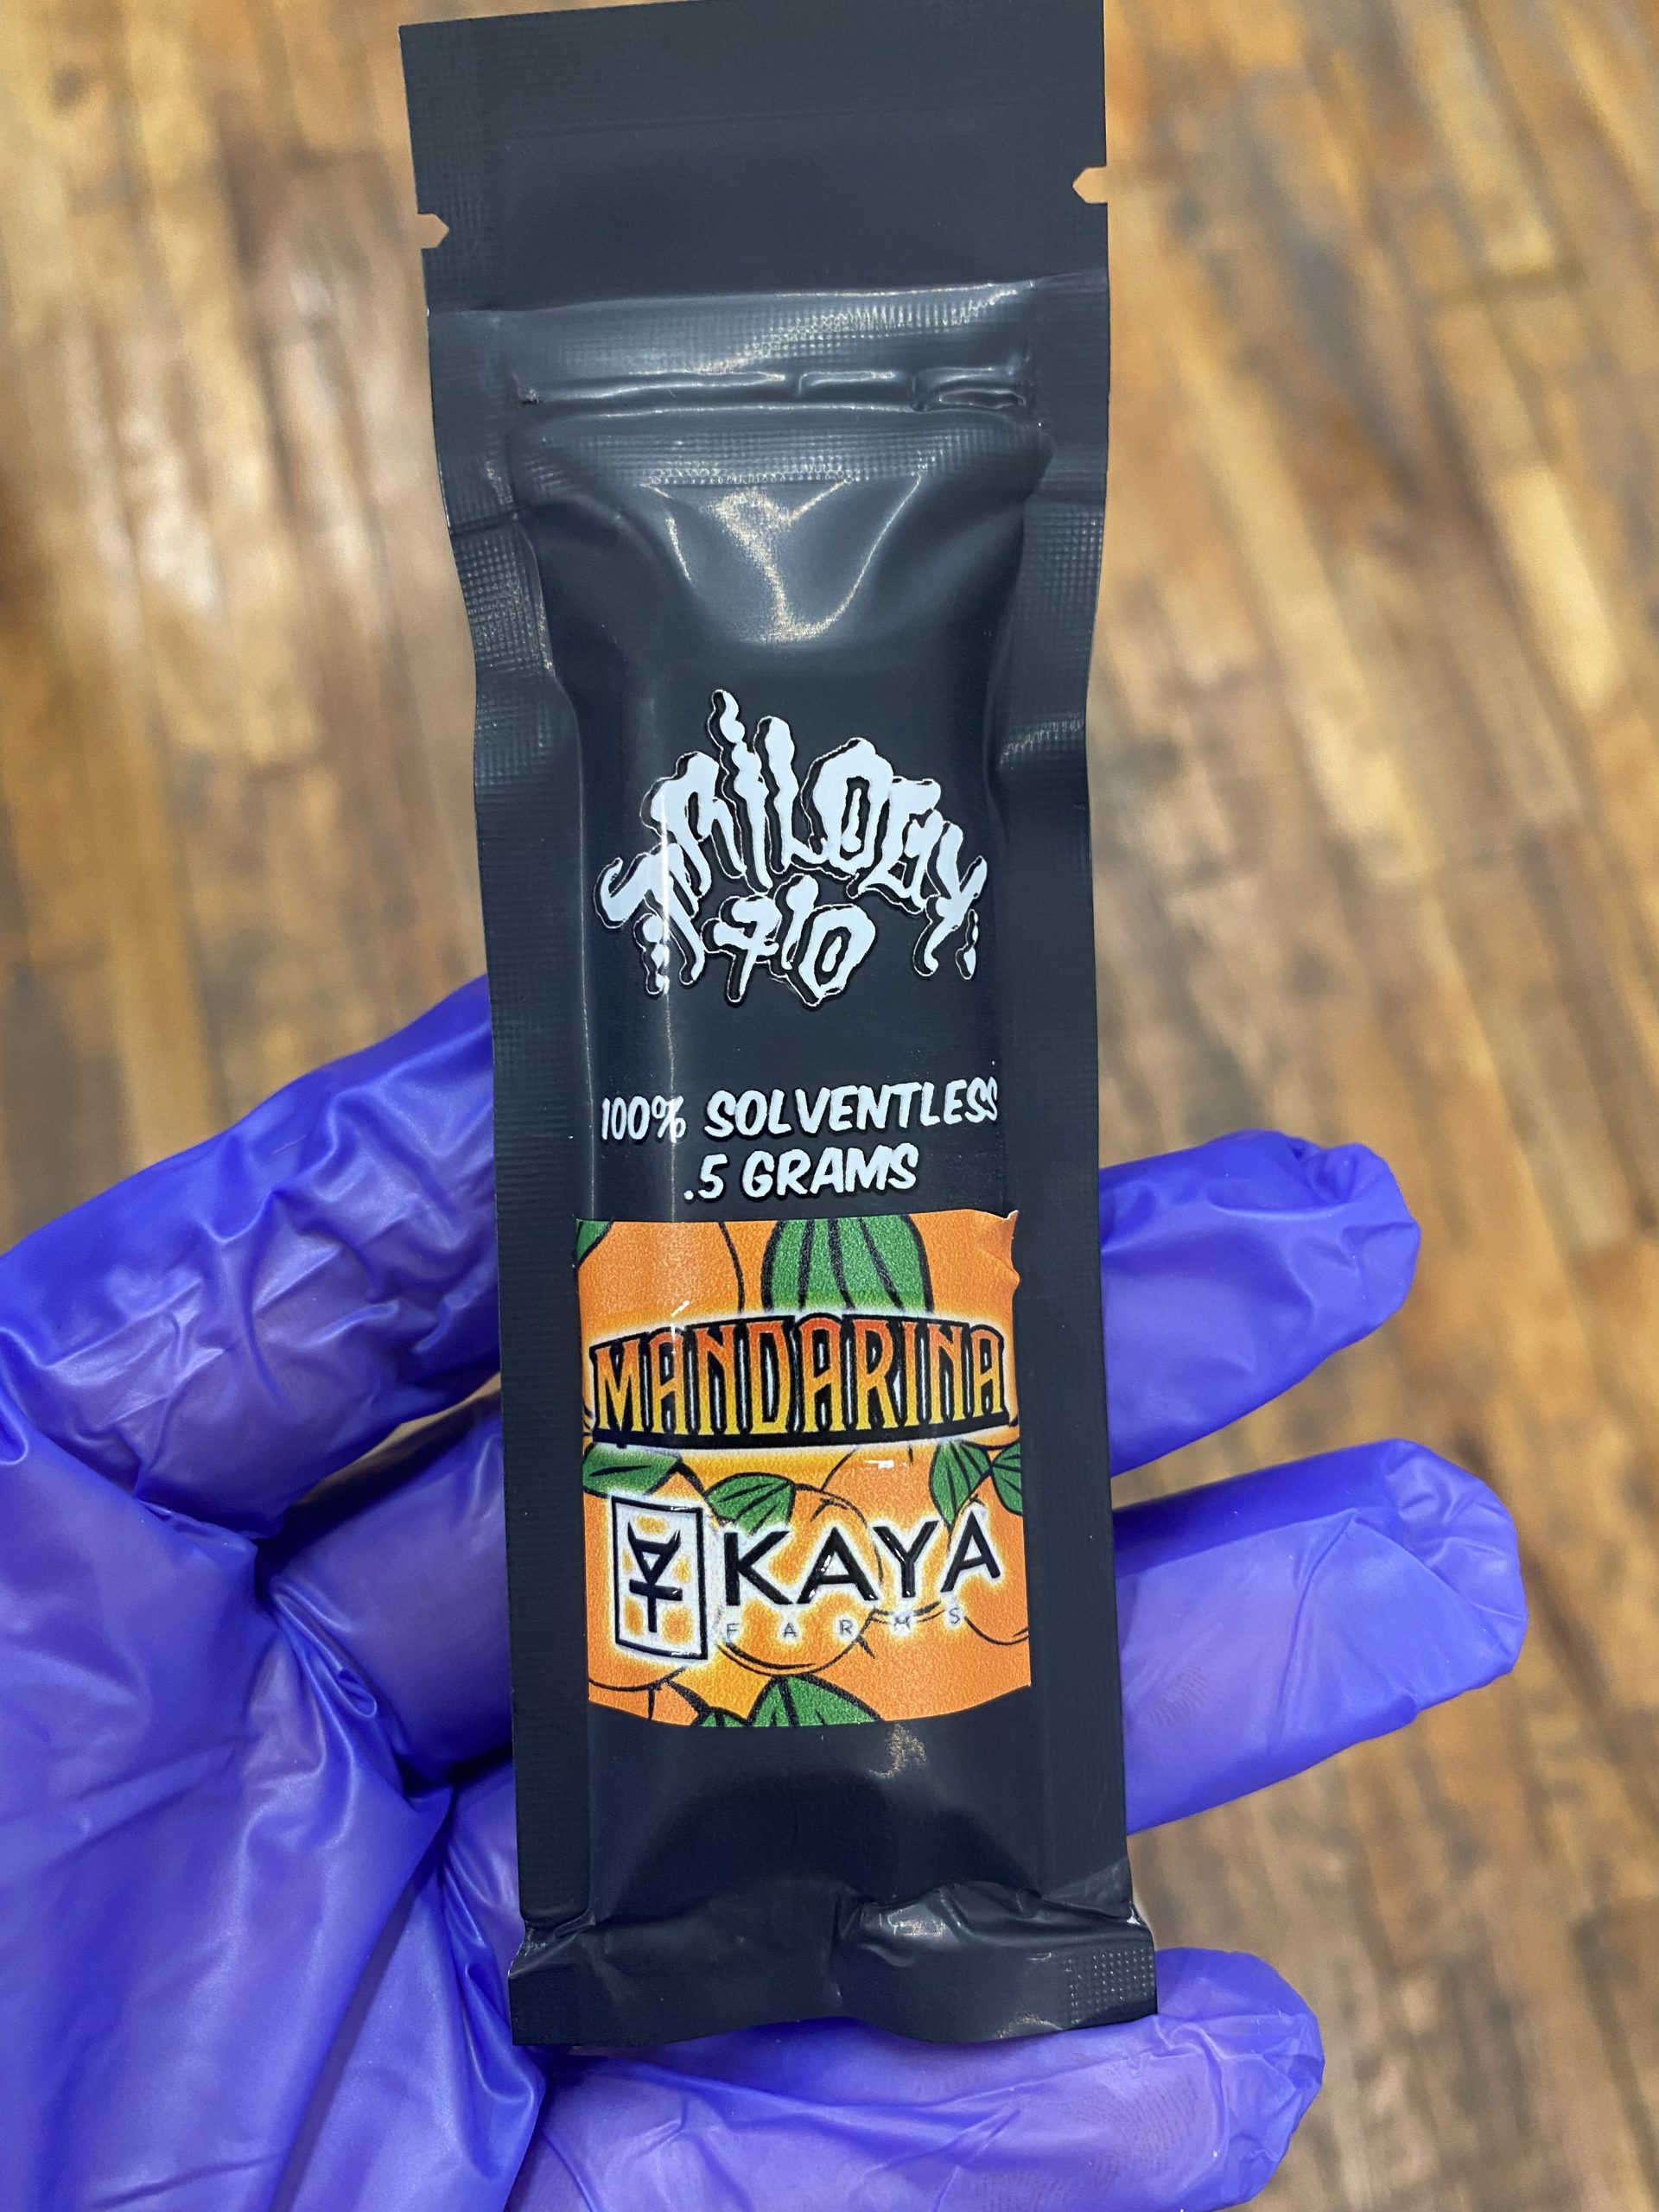 TRILOGY
710
100% SOLVENTLESS
.5 GRAMS
MANDARINA
KAYA
FARMS